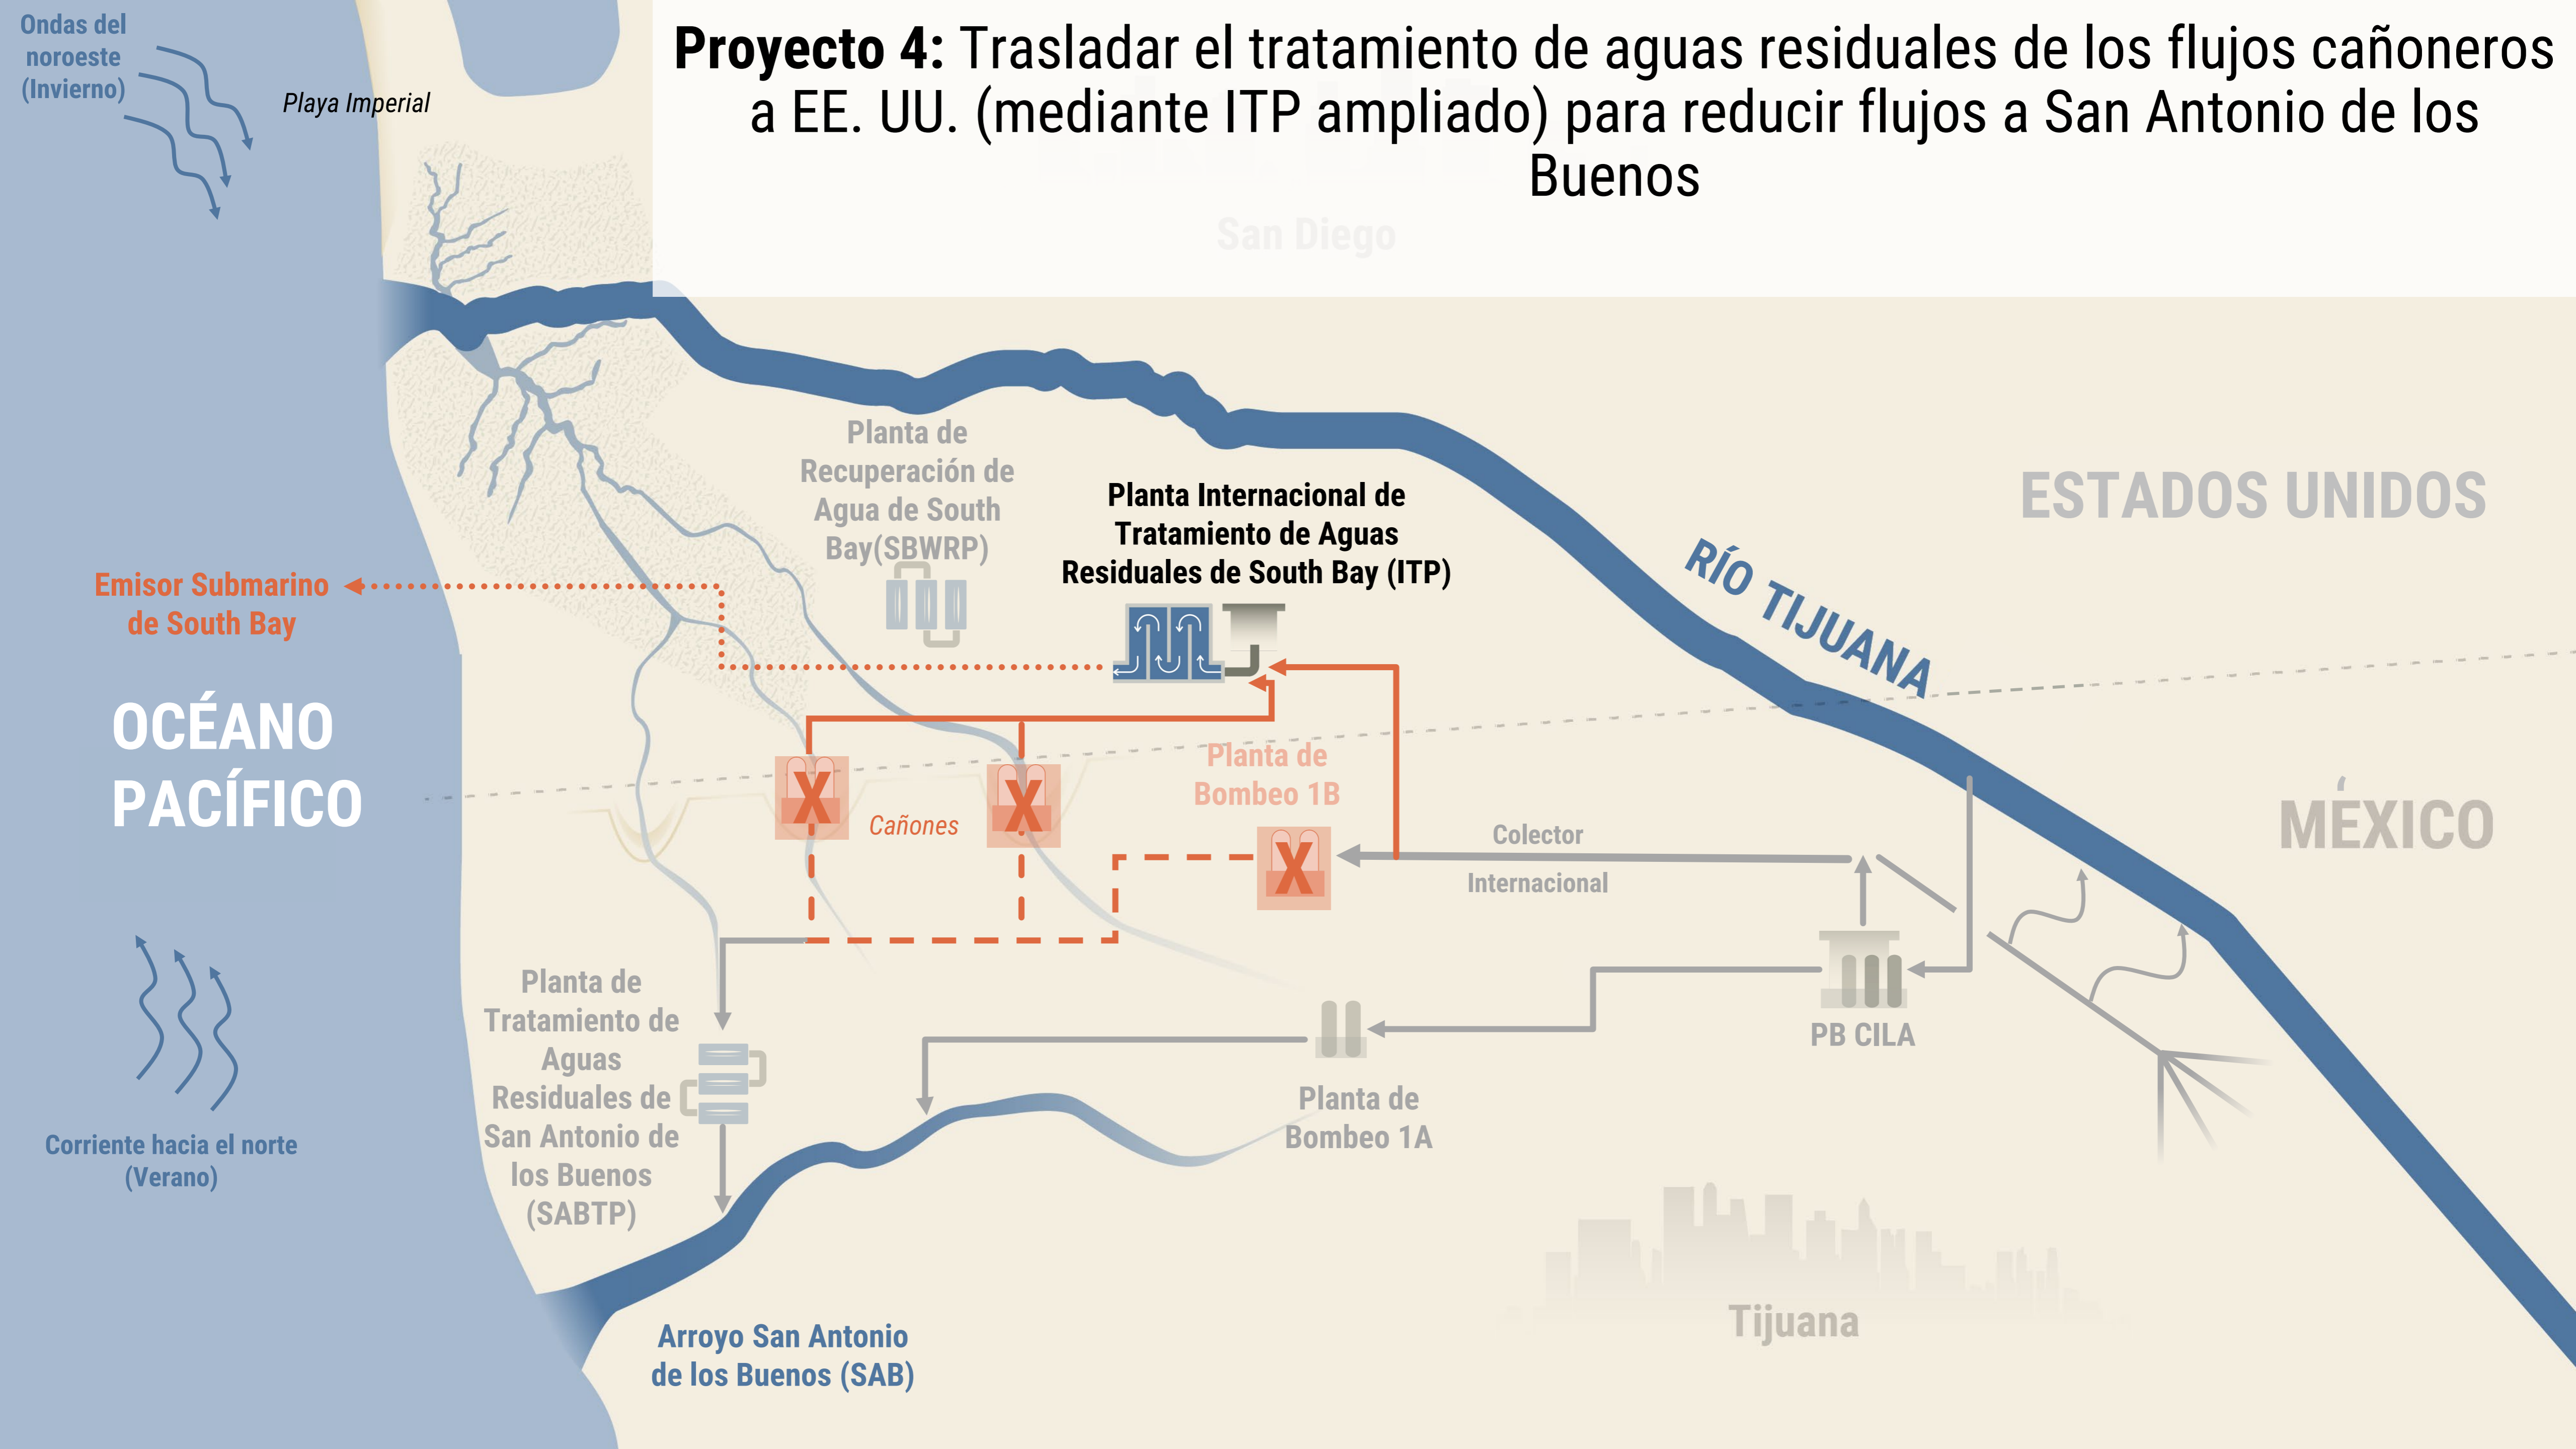 Ondas del
noroeste
(Invierno)
Playa Imperial
Proyecto 4: Trasladar el tratamiento de aguas residuales de los flujos cañoneros
a EE. UU. (mediante ITP ampliado) para reducir flujos a San Antonio de los
Buenos
San Diego
Planta de
Recuperación de
Agua de South
Bay(SBWRP)
Planta Internacional de
Tratamiento de Aguas
Residuales de South Bay (ITP)
ESTADOS UNIDOS
RÍO TIJUANA
Emisor Submarino
de South Bay
OCÉANO
PACÍFICO
Planta de
Bombeo 1B
X
X
X
Cañones
Colector
Internacional
MÉXICO
Planta de
Tratamiento de
Aguas
Residuales de
San Antonio de
los Buenos
(SABTP)
PB CILA
Planta de
Bombeo 1A
Corriente hacia el norte
(Verano)
Tijuana
Arroyo San Antonio
de los Buenos (SAB)